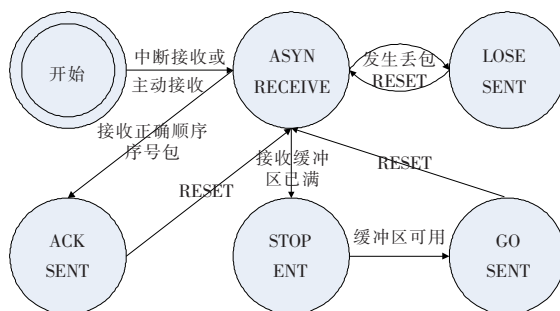 开始
中断接收或
主动接收
ASYN
RECEIVE
发生丢包
RESET
LOSE
SENT
接收正确顺序
序号包
RESET
接收缓冲
区已满
RESET
ACK
SENT
STOP
ENT
缓冲区可用
GO
SENT